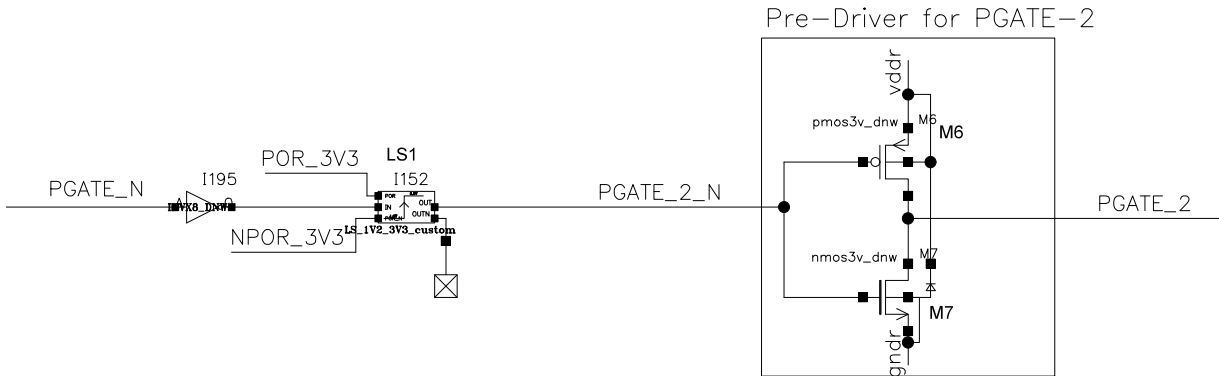 Pre-Driver for PGATE-2
vddr
pmos3v_dnw
M6
M6
LS1
POR_3V3
I195
I152
PGATE_N
PGATE_2_N
PGATE_2
POR
IN
OUT
OUTN
NPOR_3V3
LS_1V2_3V3_custom
nmos3v_dnw
M7
M7
gndr